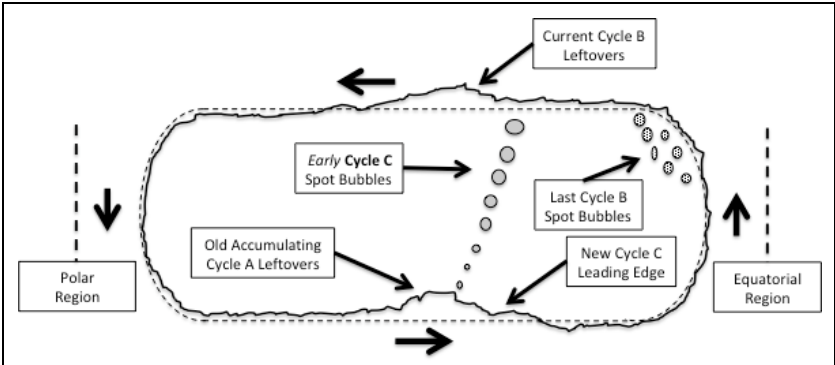 Current Cycle B
Leftovers
Early Cycle C
Spot Bubbles
Last Cycle B
Spot Bubbles
Old Accumulating
Cycle A Leftovers
New Cycle C
Leading Edge
Polar
Region
Equatorial
Region